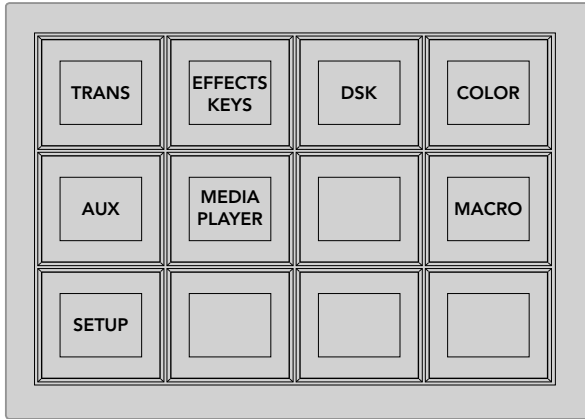 TRANS
EFFECTS
KEYS
DSK
COLOR
AUX
MEDIA
PLAYER
MACRO
SETUP